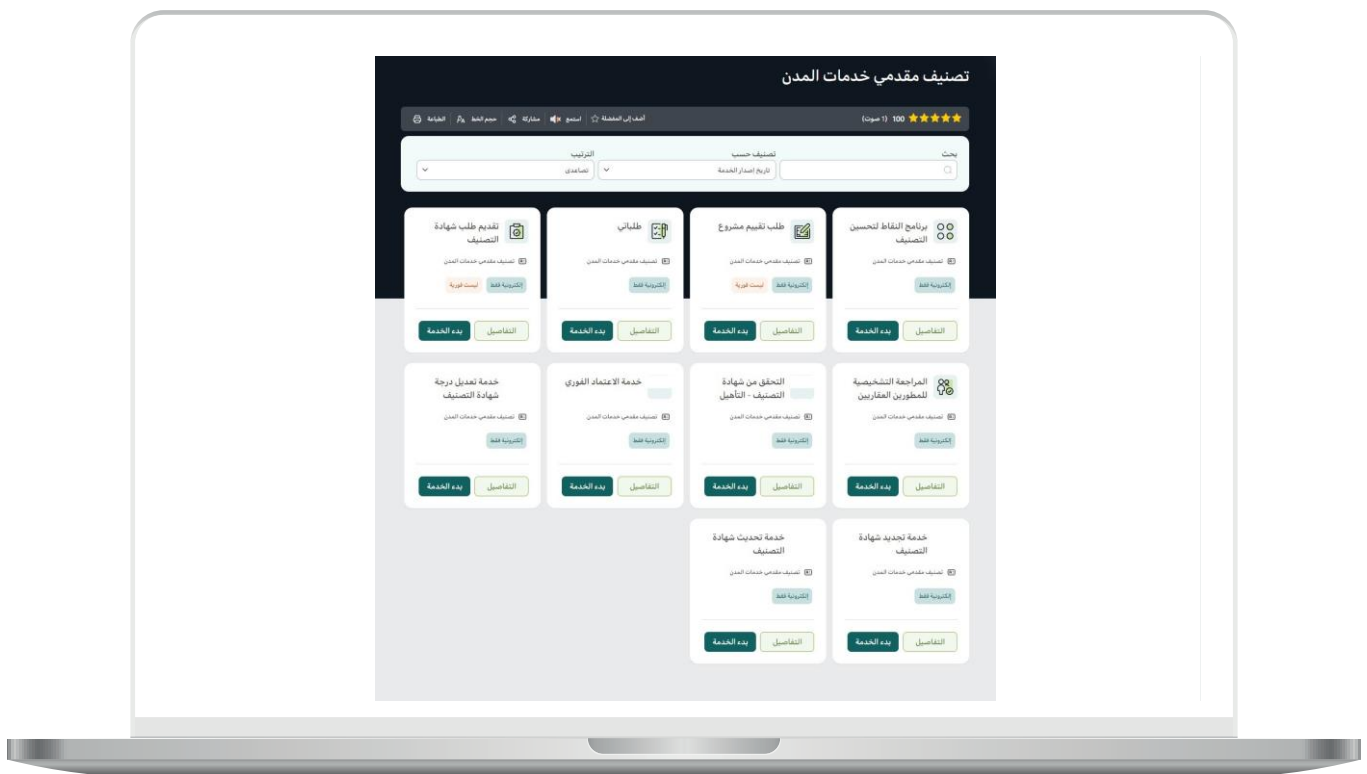 تصنيف مقدمي خدمات المدن
100 (1 صوت)
أضف إلى المفضلة | استمع | مشاركة | حجم الخط | الطباعة
بحث
تصنيف حسب
تاريخ إصدار الخدمة
الترتيب
تصاعدي
برنامج النقاط لتحسين
التصنيف
تصنيف مقدمي خدمات المدن
إلكترونية فقط
التفاصيل
بدء الخدمة
طلب تقييم مشروع
تصنيف مقدمي خدمات المدن
إلكترونية فقط
ليست فورية
التفاصيل
بدء الخدمة
طلباتي
تصنيف مقدمي خدمات المدن
إلكترونية فقط
التفاصيل
بدء الخدمة
تقديم طلب شهادة
التصنيف
تصنيف مقدمي خدمات المدن
إلكترونية فقط
ليست فورية
التفاصيل
بدء الخدمة
المراجعة التشخيصية
للمطورين العقاريين
تصنيف مقدمي خدمات المدن
إلكترونية فقط
التفاصيل
بدء الخدمة
التحقق من شهادة
التصنيف - التأهيل
تصنيف مقدمي خدمات المدن
إلكترونية فقط
التفاصيل
بدء الخدمة
خدمة الاعتماد الفوري
تصنيف مقدمي خدمات المدن
إلكترونية فقط
التفاصيل
بدء الخدمة
خدمة تعديل درجة
شهادة التصنيف
تصنيف مقدمي خدمات المدن
إلكترونية فقط
التفاصيل
بدء الخدمة
خدمة تجديد شهادة
التصنيف
تصنيف مقدمي خدمات المدن
إلكترونية فقط
التفاصيل
بدء الخدمة
خدمة تحديث شهادة
التصنيف
تصنيف مقدمي خدمات المدن
إلكترونية فقط
التفاصيل
بدء الخدمة